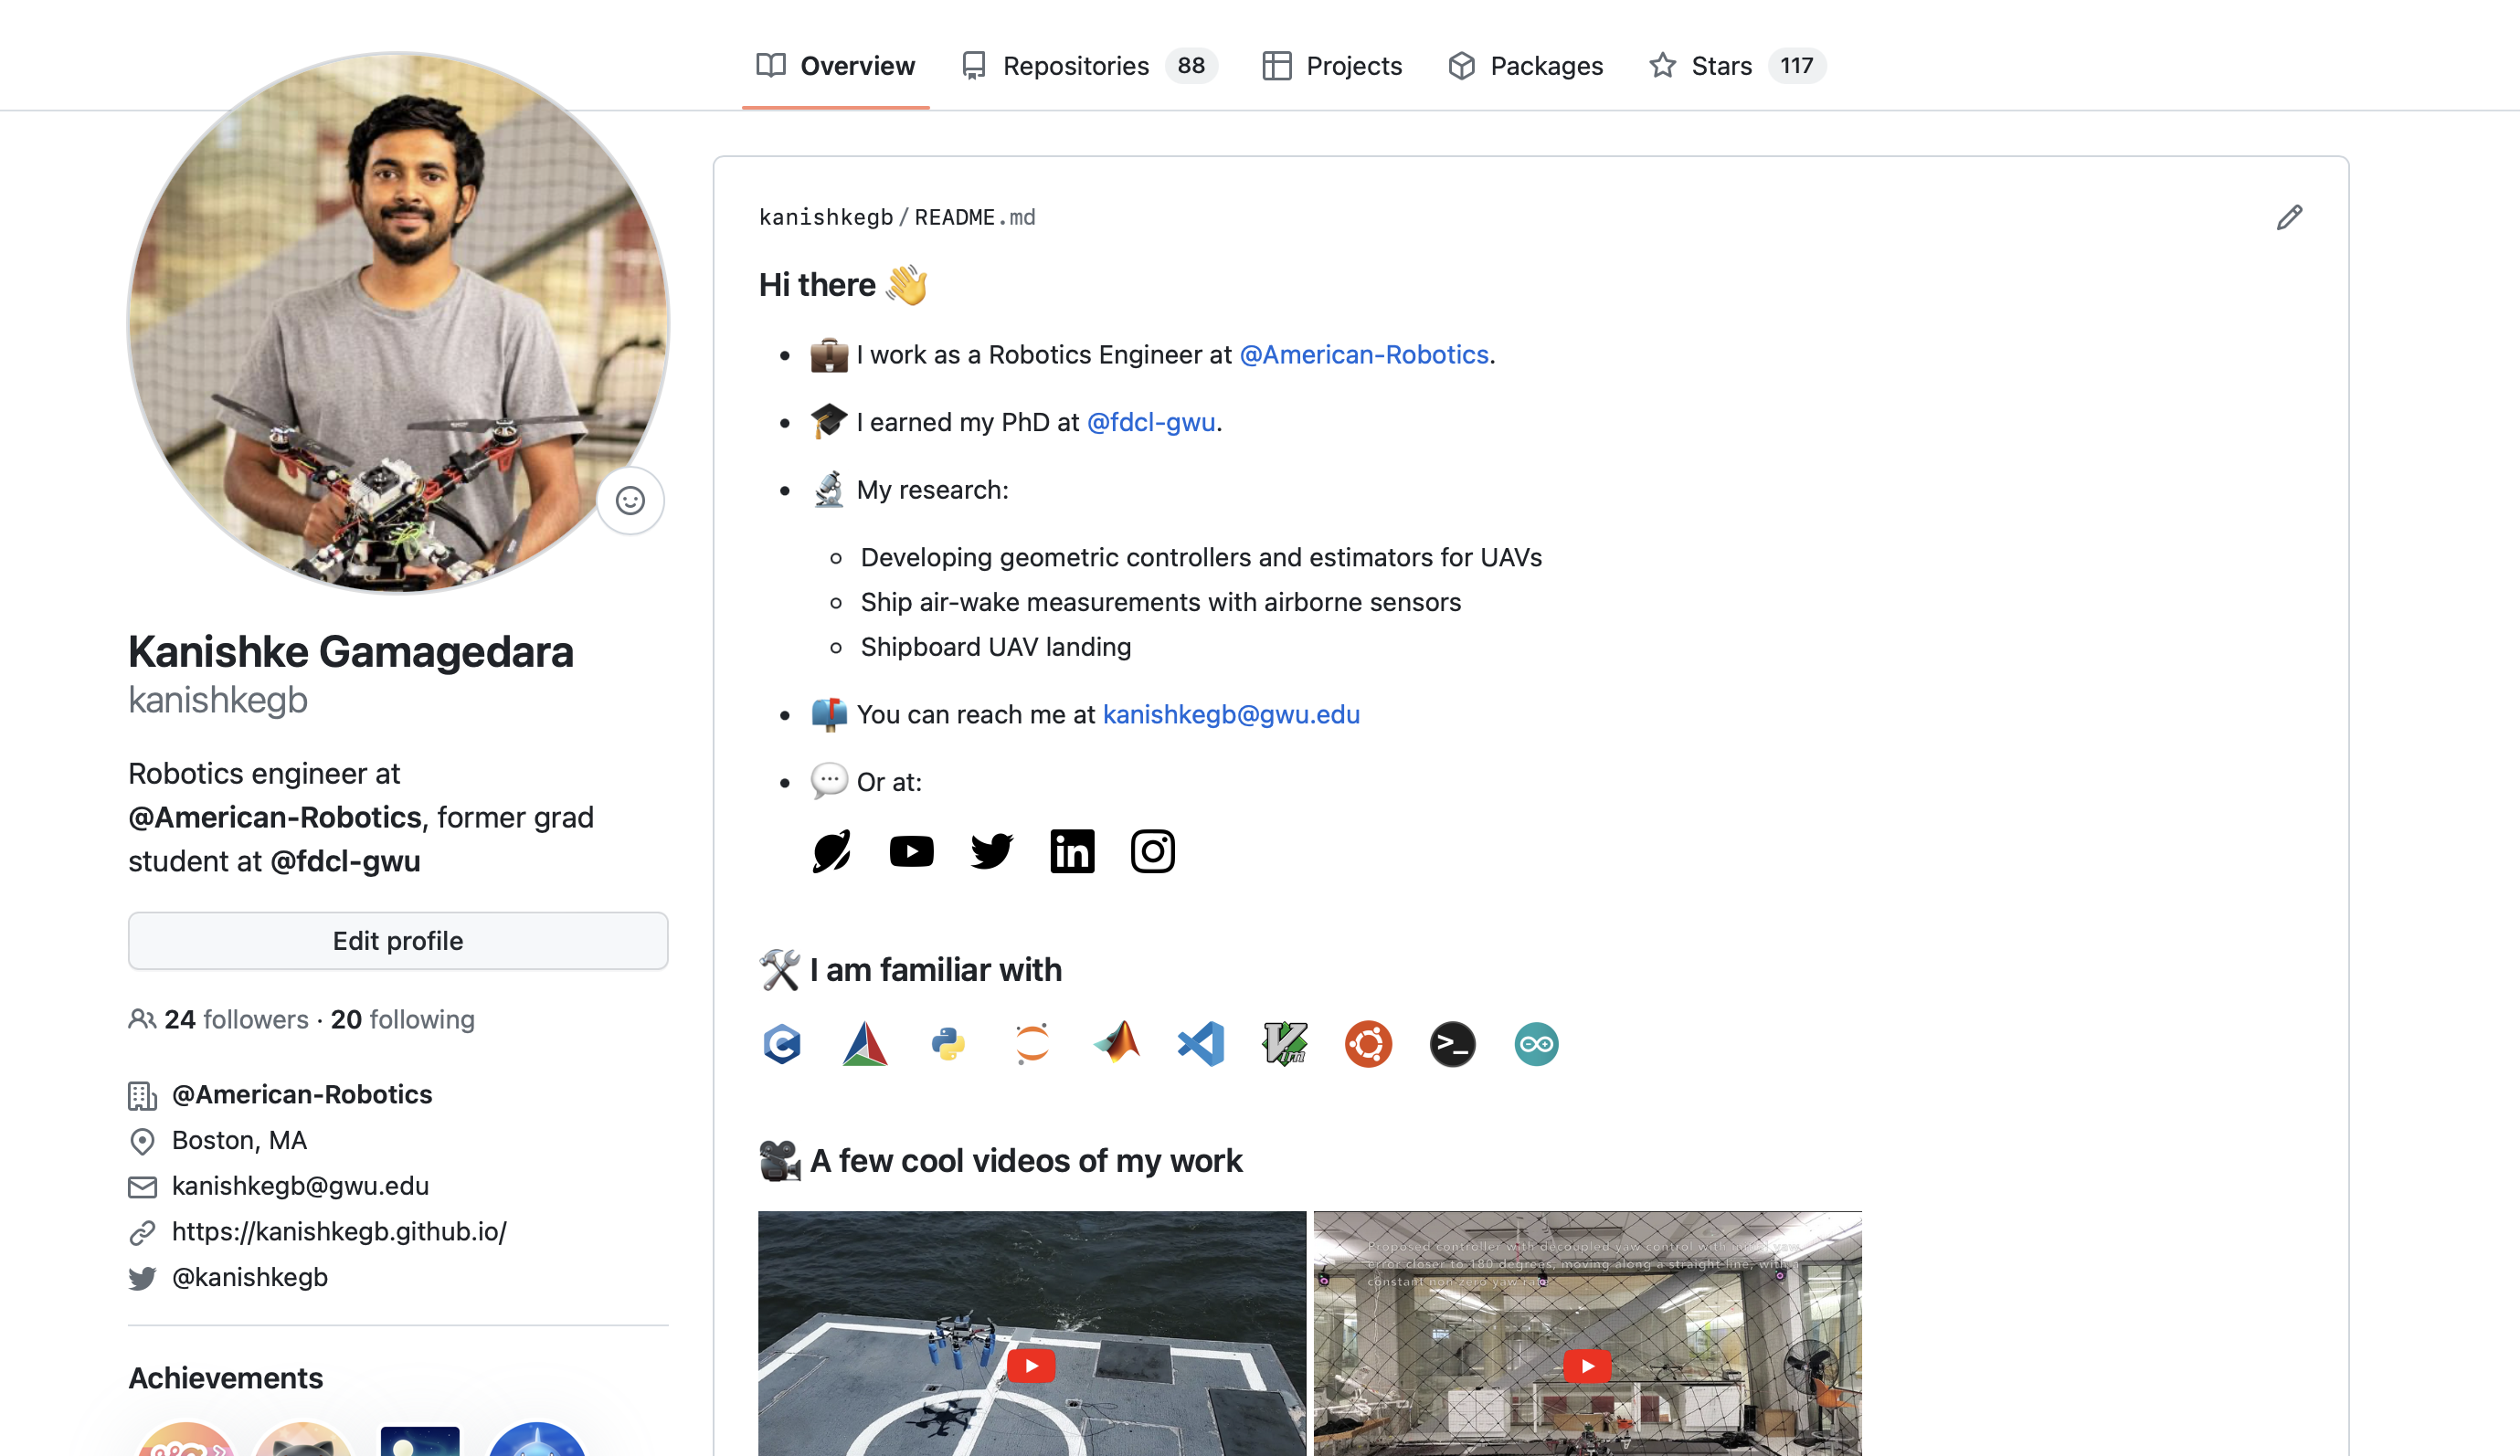 Overview
Repositories 88
Projects
Packages
Stars 117
kanishkegb / README.md
Hi there 👋
💼 I work as a Robotics Engineer at @American-Robotics.
🎓 I earned my PhD at @fdcl-gwu.
🔬 My research:
Developing geometric controllers and estimators for UAVs
Ship air-wake measurements with airborne sensors
Shipboard UAV landing
📫 You can reach me at kanishkegb@gwu.edu
💬 Or at:
in
🛠 I am familiar with
C
Vim
>_
🎥 A few cool videos of my work
Proposed controller with decoupled yaw control with yaw
error closer to 180 degrees, moving along a straight line, with
constant non-zero yaw rate
Kanishke Gamagedara
kanishkegb
Robotics engineer at
@American-Robotics, former grad
student at @fdcl-gwu
Edit profile
24 followers · 20 following
@American-Robotics
Boston, MA
kanishkegb@gwu.edu
https://kanishkegb.github.io/
@kanishkegb
Achievements